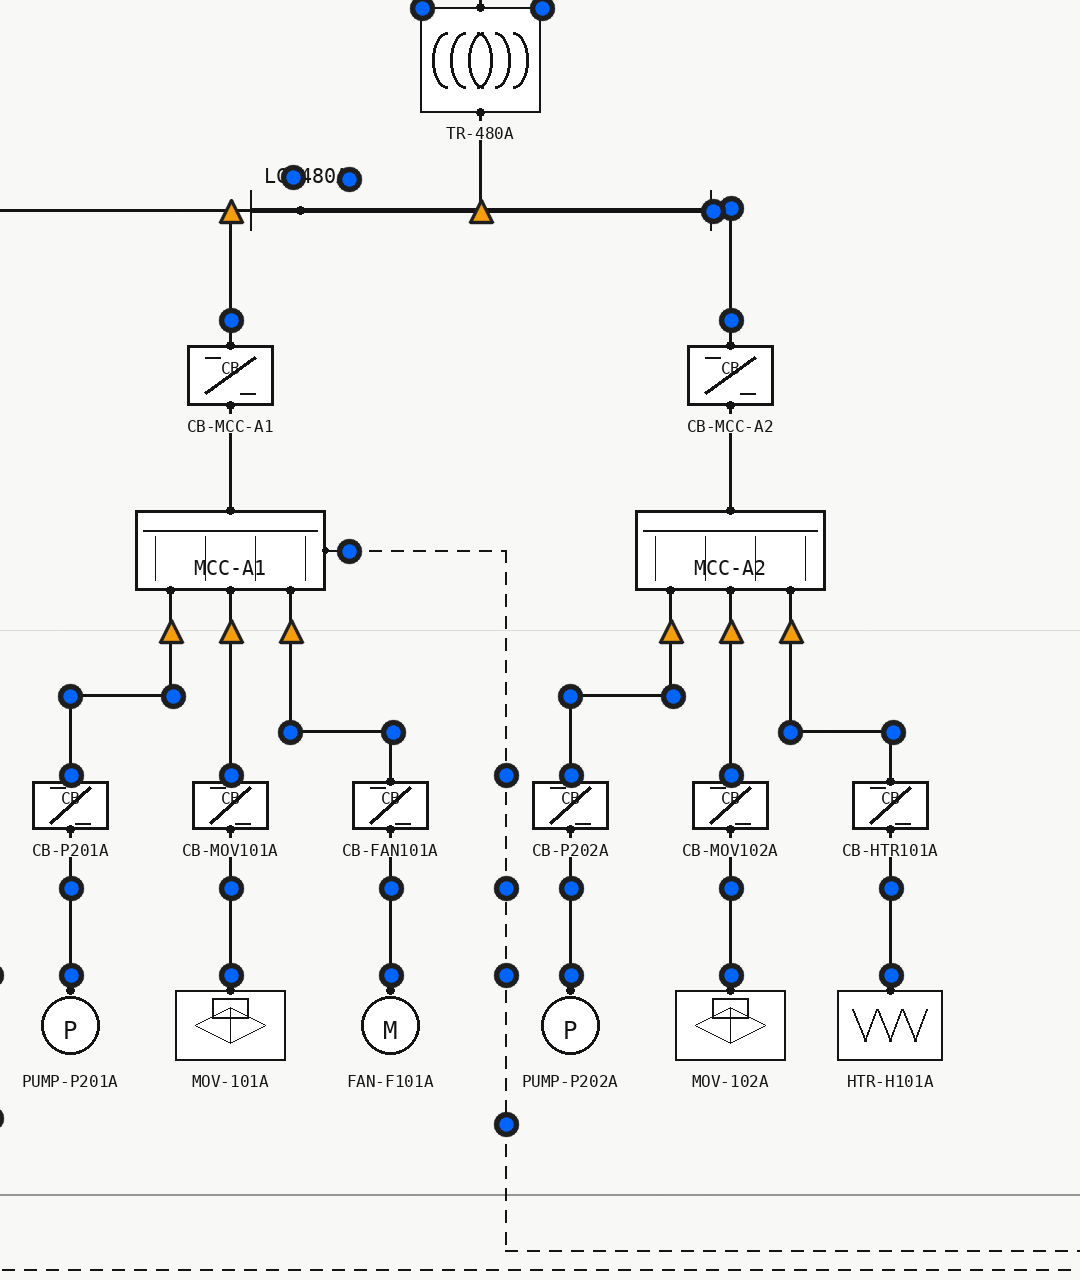 TR-480A
CB
CB
CB-MCC-A1
CB-MCC-A2
MCC-A1
MCC-A2
CB
CB
CB
CB
CB
CB
CB-P201A
CB-MOV101A
CB-FAN101A
CB-P202A
CB-MOV102A
CB-HTR101A
P
M
P
PUMP-P201A
MOV-101A
FAN-F101A
PUMP-P202A
MOV-102A
HTR-H101A